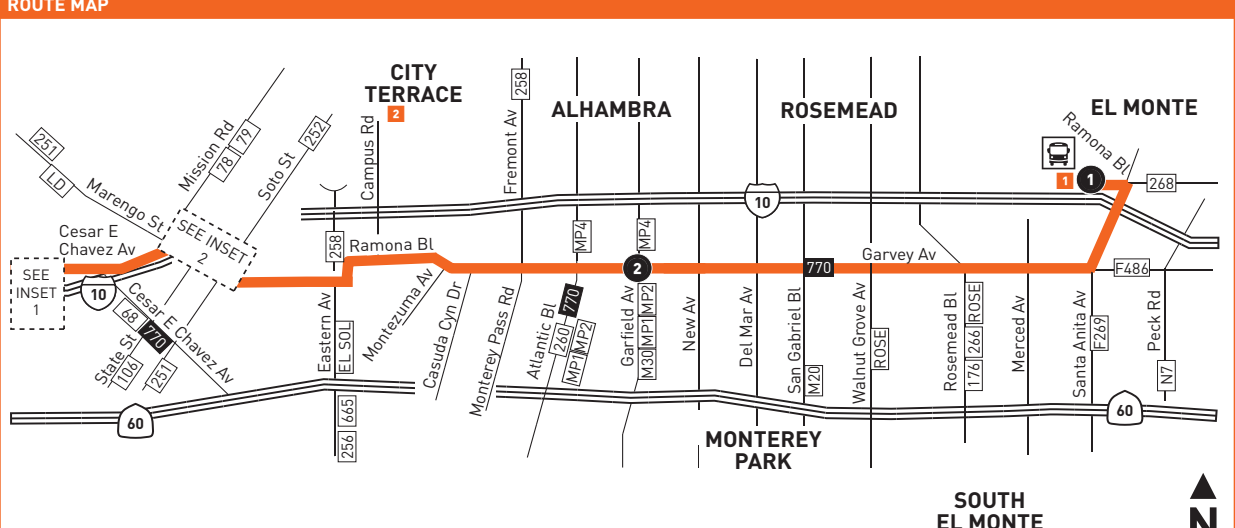 ROUTE MAP
CITY
TERRACE
2
ALHAMBRA
ROSEMEAD
EL MONTE
251
LD
Marengo St
Mission Rd
78
79
Soto St
252
Campus Rd
Fremont Av
258
Ramona Bl
1
1
268
SEE INSET
2
Cesar E
Chavez Av
SEE
INSET
1
10
258
Ramona Bl
MP4
MP4
10
2
770
Garvey Av
F486
Cesar E Chavez Av
68
770
State St
106
251
Eastern Av
EL SOL
Montezuma Av
Casuda Cyn Dr
Monterey Pass Rd
Atlantic Bl
770
260
MP1
MP2
Garfield Av
M30
MP1
MP2
New Av
Del Mar Av
San Gabriel Bl
M20
Walnut Grove Av
ROSE
Rosemead Bl
176
266
ROSE
Merced Av
Santa Anita Av
F269
Peck Rd
N7
60
256
665
60
MONTEREY
PARK
SOUTH
EL MONTE
N